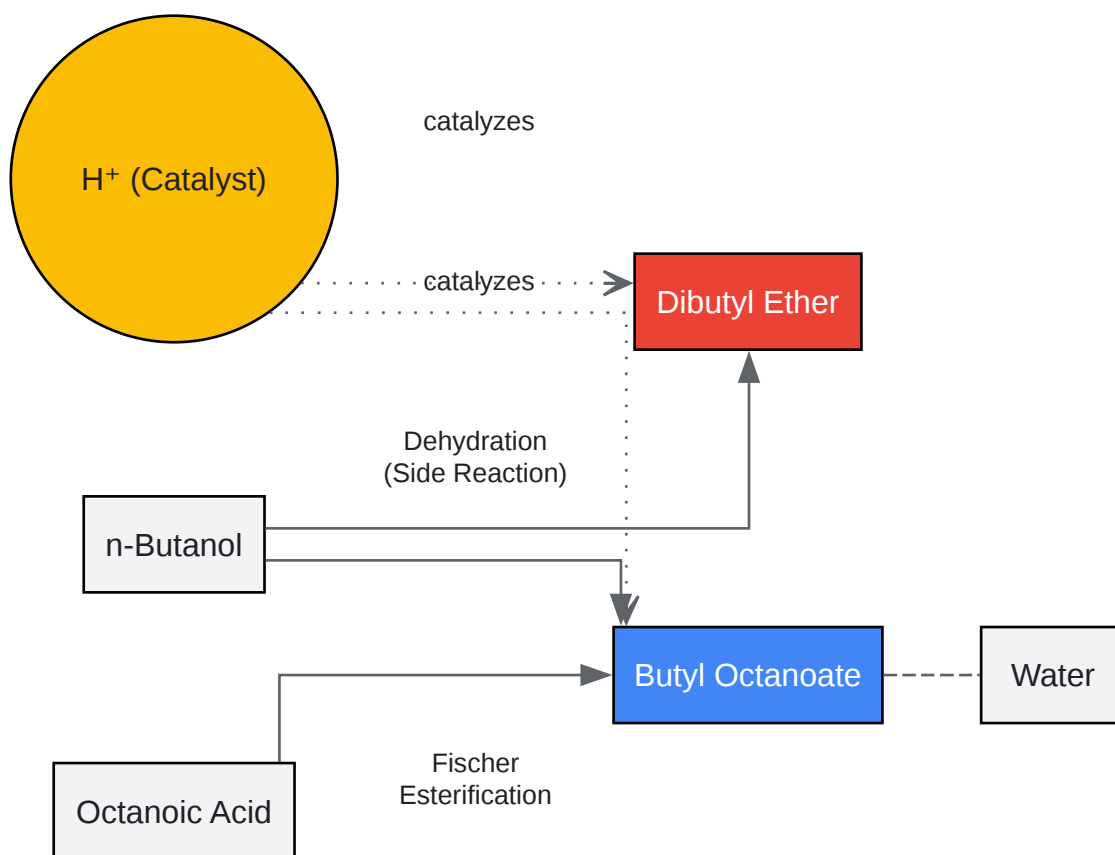 catalyzes
H⁺ (Catalyst)
catalyzes
Dibutyl Ether
Dehydration
(Side Reaction)
n-Butanol
Butyl Octanoate
Water
Fischer
Esterification
Octanoic Acid